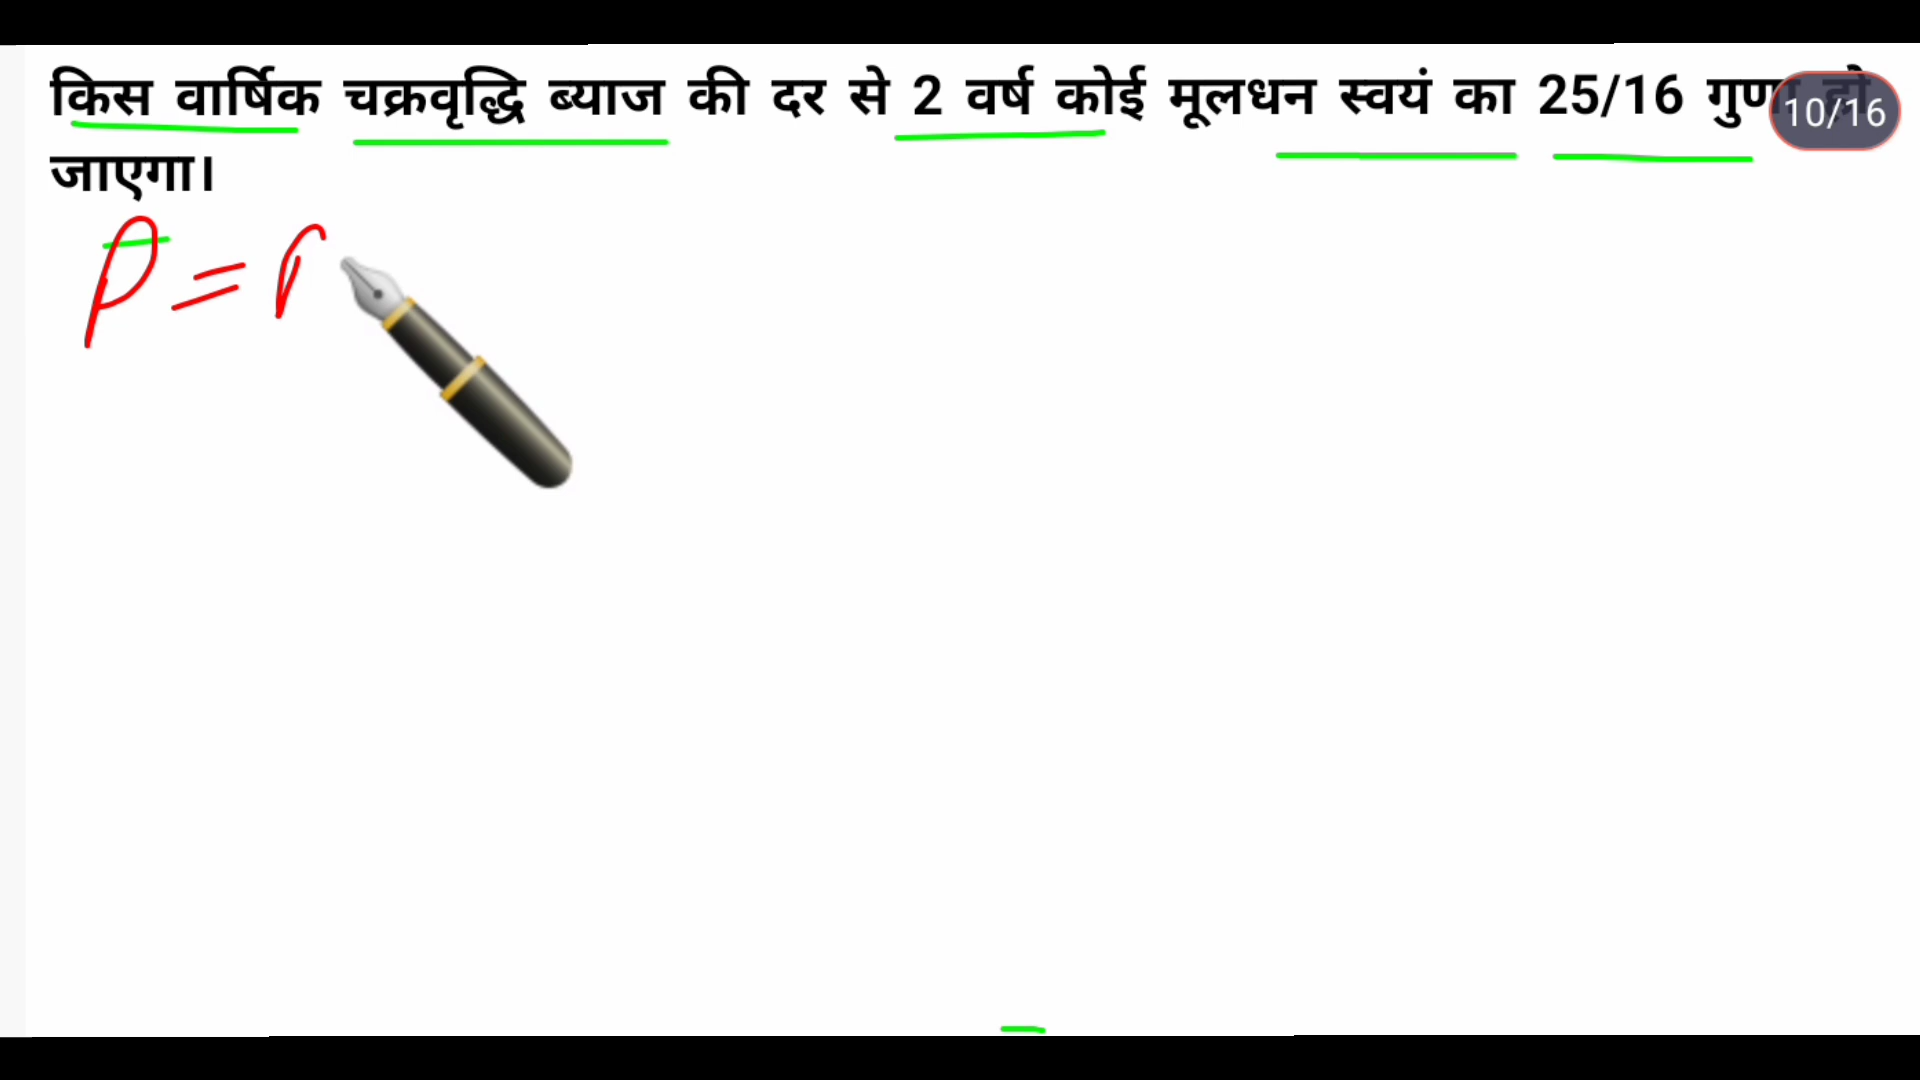 किस वार्षिक चक्रवृद्धि ब्याज की दर से 2 वर्ष कोई मूलधन स्वयं का 25/16 गुणा हो
10/16
जाएगा।
P =